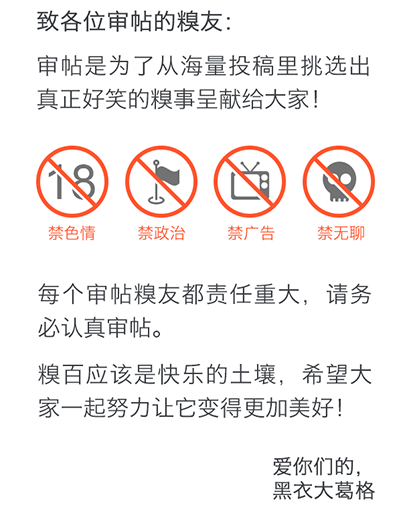 致各位审帖的糗友：
审帖是为了从海量投稿里挑选出
真正好笑的糗事呈献给大家！
18
禁色情 禁政治 禁广告 禁无聊
每个审帖糗友都责任重大，请务
必认真审帖。
糗百应该是快乐的土壤，希望大
家一起努力让它变得更加美好！
爱你们的，
黑衣大葛格